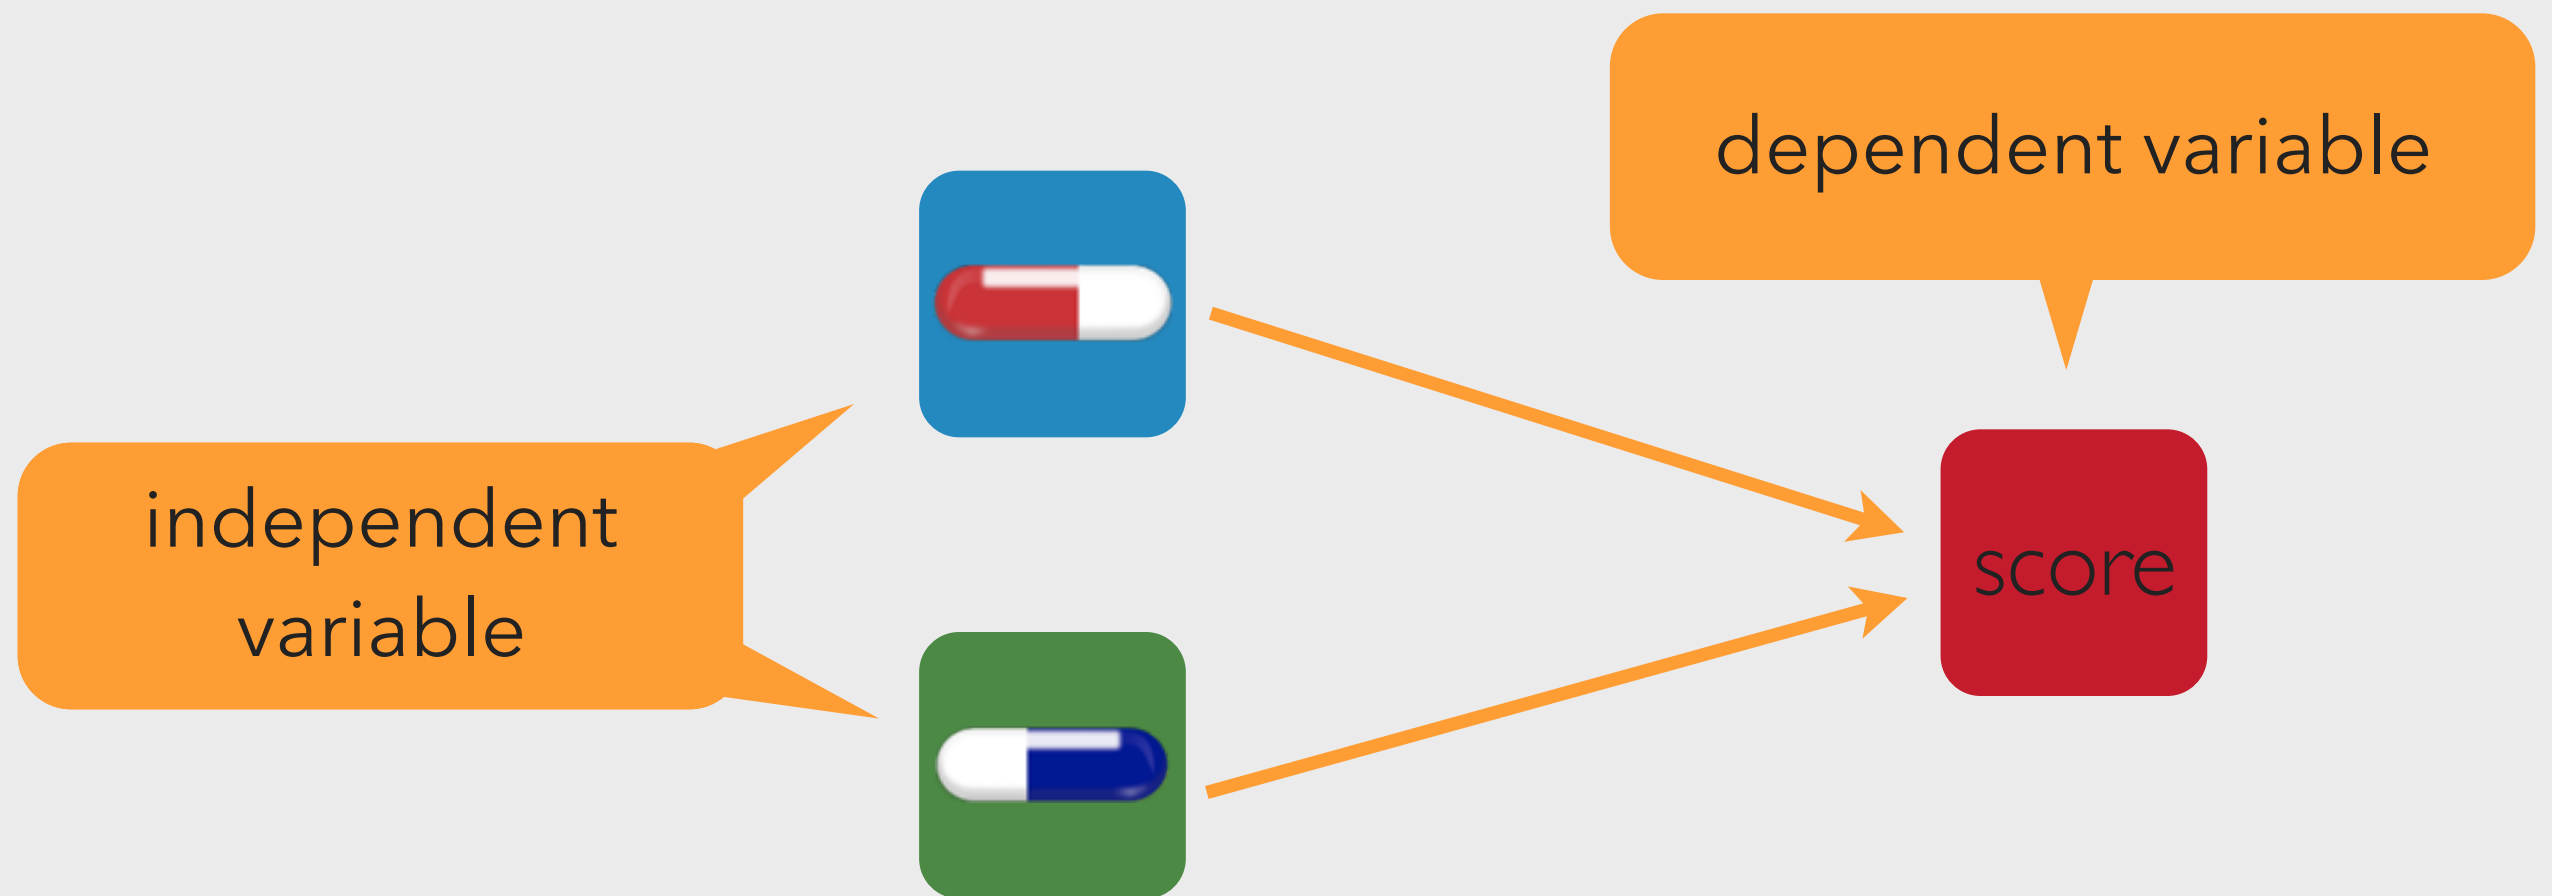 dependent variable
independent
variable
score